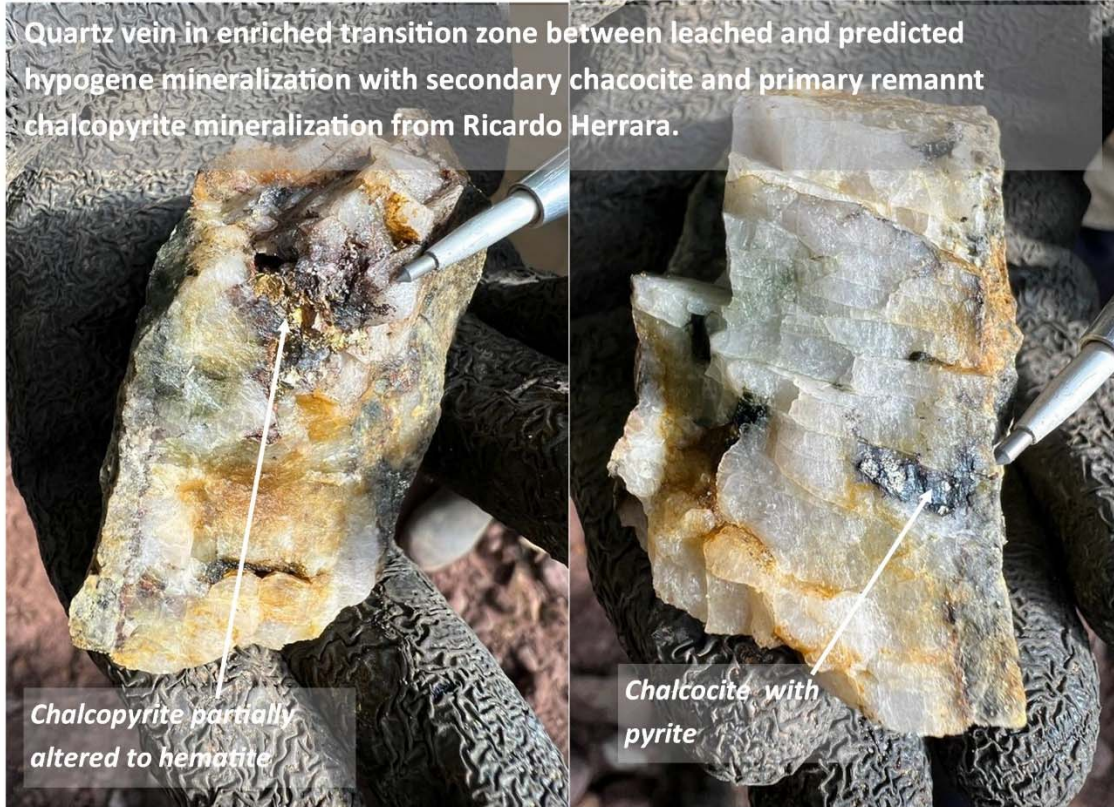 Quartz vein in enriched transition zone between leached and predicted
hypogene mineralization with secondary chacocite and primary remannt
chalcopyrite mineralization from Ricardo Herrara.
Chalcopyrite partially
altered to hematite
Chalcocite with
pyrite